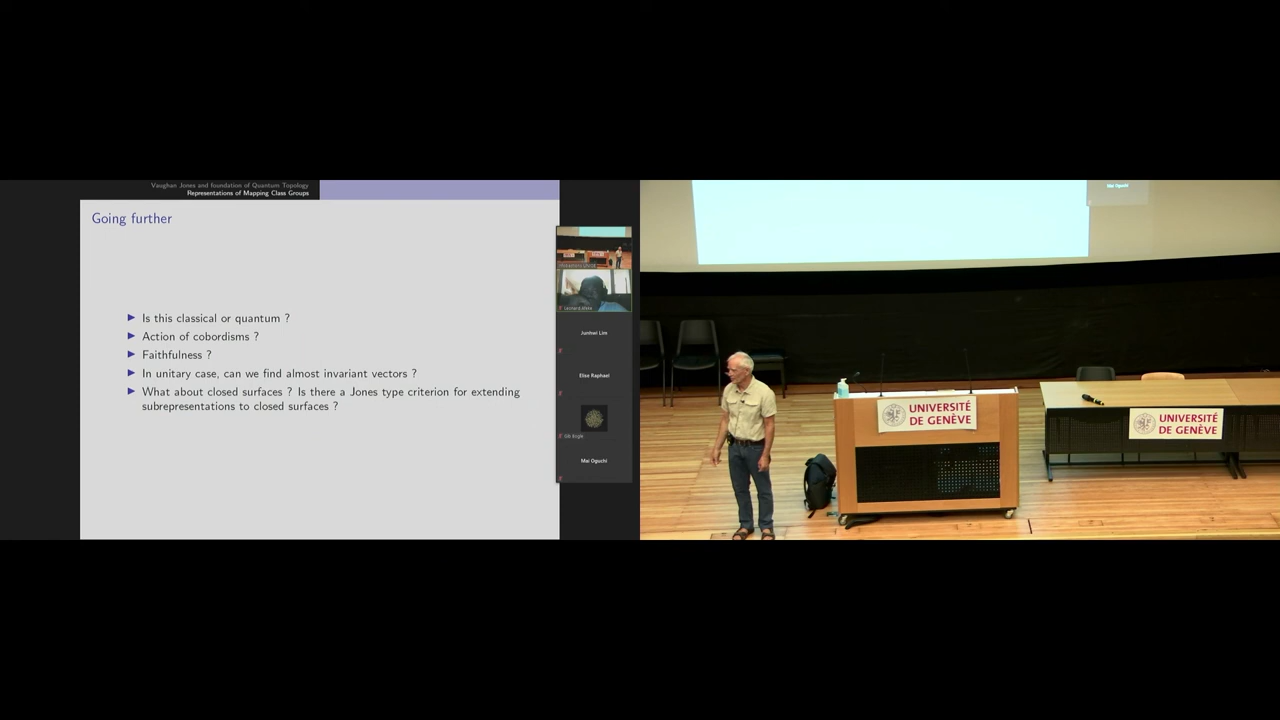 Vaughan Jones and foundation of Quantum Topology
Representations of Mapping Class Groups
Going further
Is this classical or quantum ?
Action of cobordisms ?
Faithfulness ?
In unitary case, can we find almost invariant vectors ?
What about closed surfaces ? Is there a Jones type criterion for extending
subrepresentations to closed surfaces ?
Junhwi Lim
Elise Raphael
Mai Oguchi
Mai Oguchi
UNIVERSITÉ
DE GENÈVE
UNIVERSITÉ
DE GENÈVE